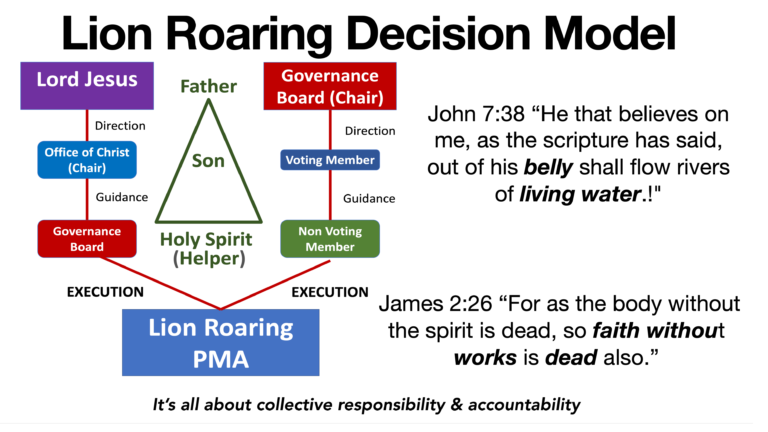 Lion Roaring Decision Model
Lord Jesus
Direction
Office of Christ
(Chair)
Guidance
Governance
Board
EXECUTION
Father
Son
Holy Spirit
(Helper)
Governance
Board (Chair)
Direction
Voting Member
Guidance
Non Voting
Member
EXECUTION
Lion Roaring
PMA
John 7:38 “He that believes on
me, as the scripture has said,
out of his belly shall flow rivers
of living water.!"
James 2:26 “For as the body without
the spirit is dead, so faith without
works is dead also.”
It’s all about collective responsibility & accountability